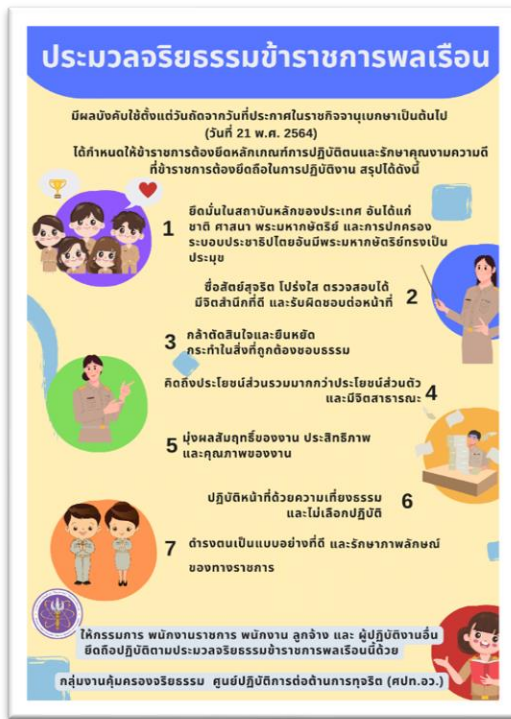 ประมวลจริยธรรมข้าราชการพลเรือน
มีผลบังคับใช้ตั้งแต่วันถัดจากวันที่ประกาศในราชกิจจานุเบกษาเป็นต้นไป
(วันที่ 21 พ.ศ. 2564)
ได้กำหนดให้ข้าราชการต้องยึดหลักเกณฑ์การปฏิบัติตนและรักษาคุณงามความดี
ที่ข้าราชการต้องยึดถือในการปฏิบัติงาน สรุปได้ดังนี้
1
ยึดมั่นในสถาบันหลักของประเทศ อันได้แก่
ชาติ ศาสนา พระมหากษัตริย์ และการปกครอง
ระบอบประชาธิปไตยอันมีพระมหากษัตริย์ทรงเป็น
ประมุข
ซื่อสัตย์สุจริต โปร่งใส ตรวจสอบได้
มีจิตสำนึกที่ดี และรับผิดชอบต่อหน้าที่
2
3
กล้าตัดสินใจและยืนหยัด
กระทำในสิ่งที่ถูกต้องชอบธรรม
คิดถึงประโยชน์ส่วนรวมมากกว่าประโยชน์ส่วนตัว
และมีจิตสาธารณะ
4
5
มุ่งผลสัมฤทธิ์ของงาน ประสิทธิภาพ
และคุณภาพของงาน
ปฏิบัติหน้าที่ด้วยความเที่ยงธรรม
และไม่เลือกปฏิบัติ
6
7
ดำรงตนเป็นแบบอย่างที่ดี และรักษาภาพลักษณ์
ของทางราชการ
ให้กรรมการ พนักงานราชการ พนักงาน ลูกจ้าง และ ผู้ปฏิบัติงานอื่น
ยึดถือปฏิบัติตามประมวลจริยธรรมข้าราชการพลเรือนนี้ด้วย
กลุ่มงานคุ้มครองจริยธรรม ศูนย์ปฏิบัติการต่อต้านการทุจริต (ศปท.อว.)